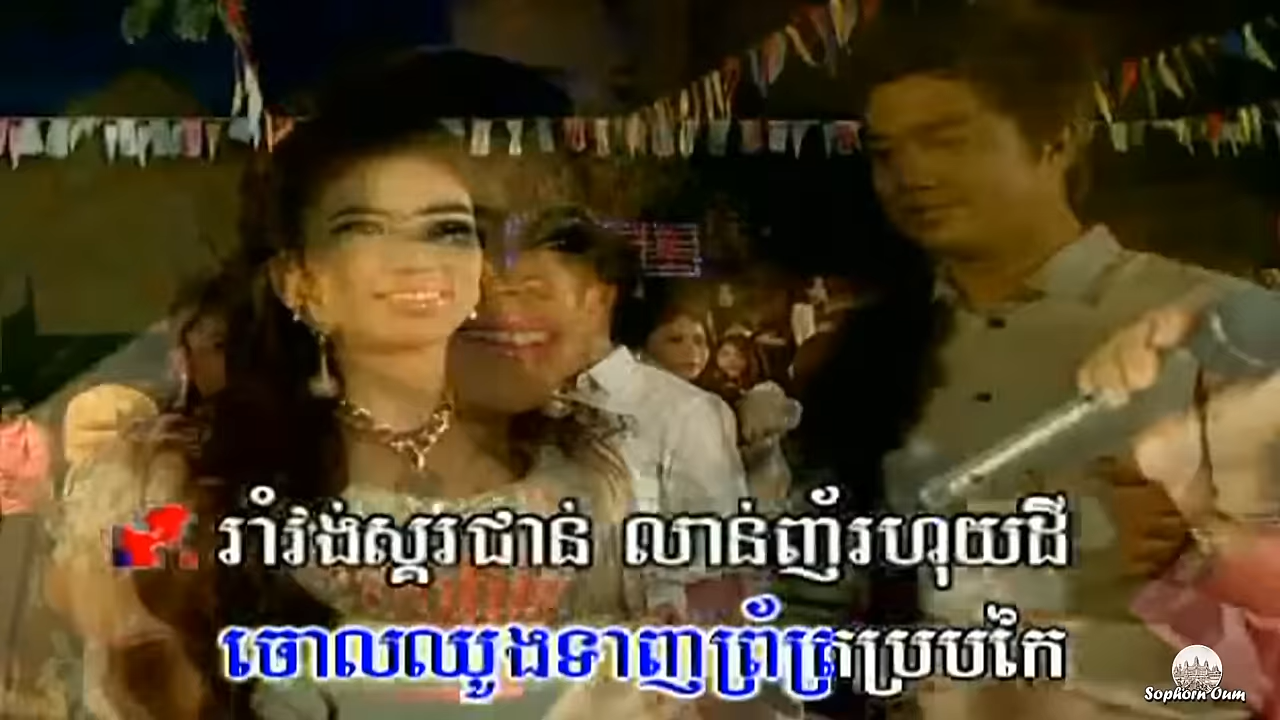 រាំវង់ស្គរជាន់ លាន់ញ័រហុយដី
ចោលឈូងទាញព្រ័ត្រប្របកៃ
Sophorn Oum